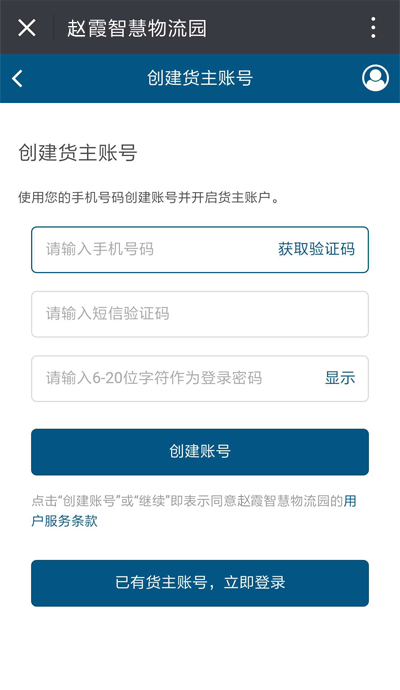 赵霞智慧物流园
创建货主账号
创建货主账号
使用您的手机号码创建账号并开启货主账户。
请输入手机号码 获取验证码
请输入短信验证码
请输入6-20位字符作为登录密码 显示
创建账号
点击“创建账号”或“继续”即表示同意赵霞智慧物流园的用
户服务条款
已有货主账号，立即登录